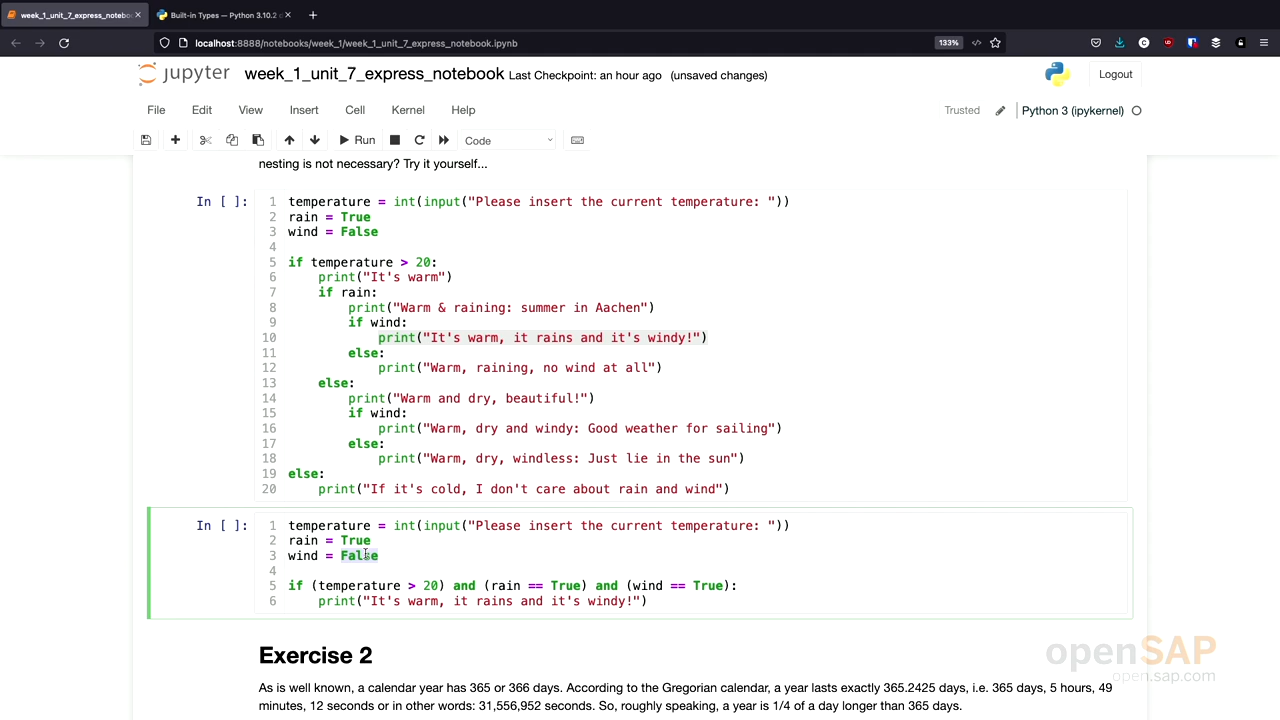 week_1_unit_7_express_notebo
Built-in Types — Python 3.10.2
localhost:8888/notebooks/week_1/week_1_unit_7_express_notebook.ipynb
133%
jupyter week_1_unit_7_express_notebook Last Checkpoint: an hour ago (unsaved changes)
Logout
File Edit View Insert Cell Kernel Help
Trusted Python 3 (ipykernel)
Run Code
nesting is not necessary? Try it yourself...
In [ ]:
1 temperature = int(input("Please insert the current temperature: "))
2 rain = True
3 wind = False
4
5 if temperature > 20:
6 print("It's warm")
7 if rain:
8 print("Warm & raining: summer in Aachen")
9 if wind:
10 print("It's warm, it rains and it's windy!")
11 else:
12 print("Warm, raining, no wind at all")
13 else:
14 print("Warm and dry, beautiful!")
15 if wind:
16 print("Warm, dry and windy: Good weather for sailing")
17 else:
18 print("Warm, dry, windless: Just lie in the sun")
19 else:
20 print("If it's cold, I don't care about rain and wind")
In [ ]:
1 temperature = int(input("Please insert the current temperature: "))
2 rain = True
3 wind = False
4
5 if (temperature > 20) and (rain == True) and (wind == True):
6 print("It's warm, it rains and it's windy!")
Exercise 2
As is well known, a calendar year has 365 or 366 days. According to the Gregorian calendar, a year lasts exactly 365.2425 days, i.e. 365 days, 5 hours, 49
minutes, 12 seconds or in other words: 31,556,952 seconds. So, roughly speaking, a year is 1/4 of a day longer than 365 days.
openSAP
open.sap.com